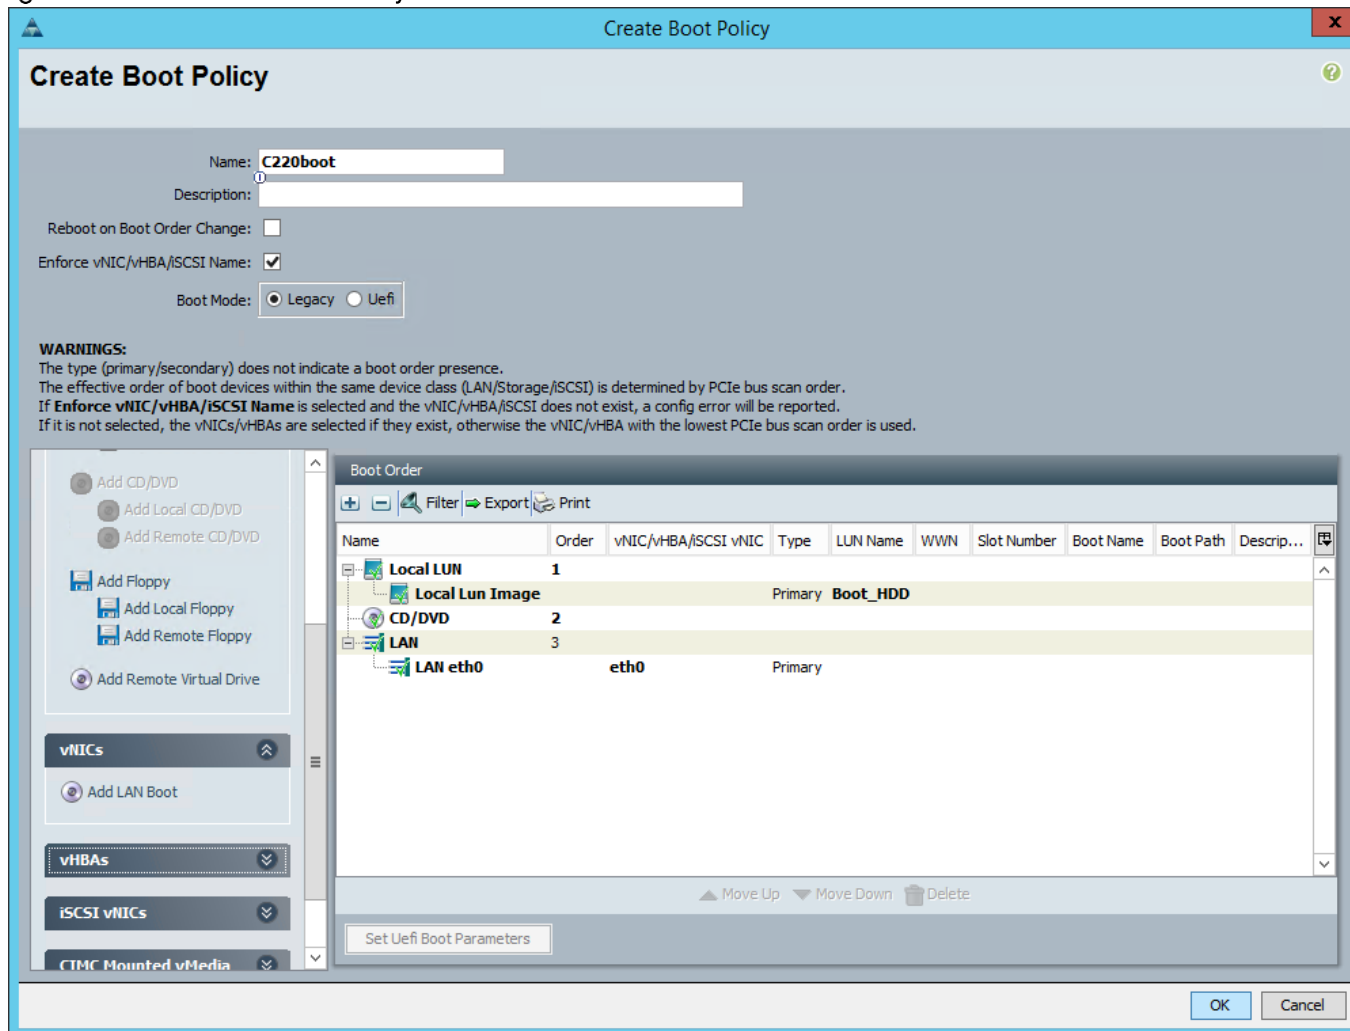 Create Boot Policy
x
Create Boot Policy
?
Name: C220boot
Description:
Reboot on Boot Order Change:
Enforce vNIC/vHBA/iSCSI Name:
Boot Mode: Legacy Uefi
WARNINGS:
The type (primary/secondary) does not indicate a boot order presence.
The effective order of boot devices within the same device class (LAN/Storage/iSCSI) is determined by PCIe bus scan order.
If Enforce vNIC/vHBA/iSCSI Name is selected and the vNIC/vHBA/iSCSI does not exist, a config error will be reported.
If it is not selected, the vNICs/vHBAs are selected if they exist, otherwise the vNIC/vHBA with the lowest PCIe bus scan order is used.
Add CD/DVD
Add Local CD/DVD
Add Remote CD/DVD
Add Floppy
Add Local Floppy
Add Remote Floppy
Add Remote Virtual Drive
vNICs
Add LAN Boot
vHBAs
iSCSI vNICs
CIMC Mounted vMedia
Boot Order
Filter Export Print
Name Order vNIC/vHBA/iSCSI vNIC Type LUN Name WWN Slot Number Boot Name Boot Path Descrip...
Local LUN 1
Local Lun Image Primary Boot_HDD
CD/DVD 2
LAN 3
LAN eth0 eth0 Primary
Move Up Move Down Delete
Set Uefi Boot Parameters
OK Cancel